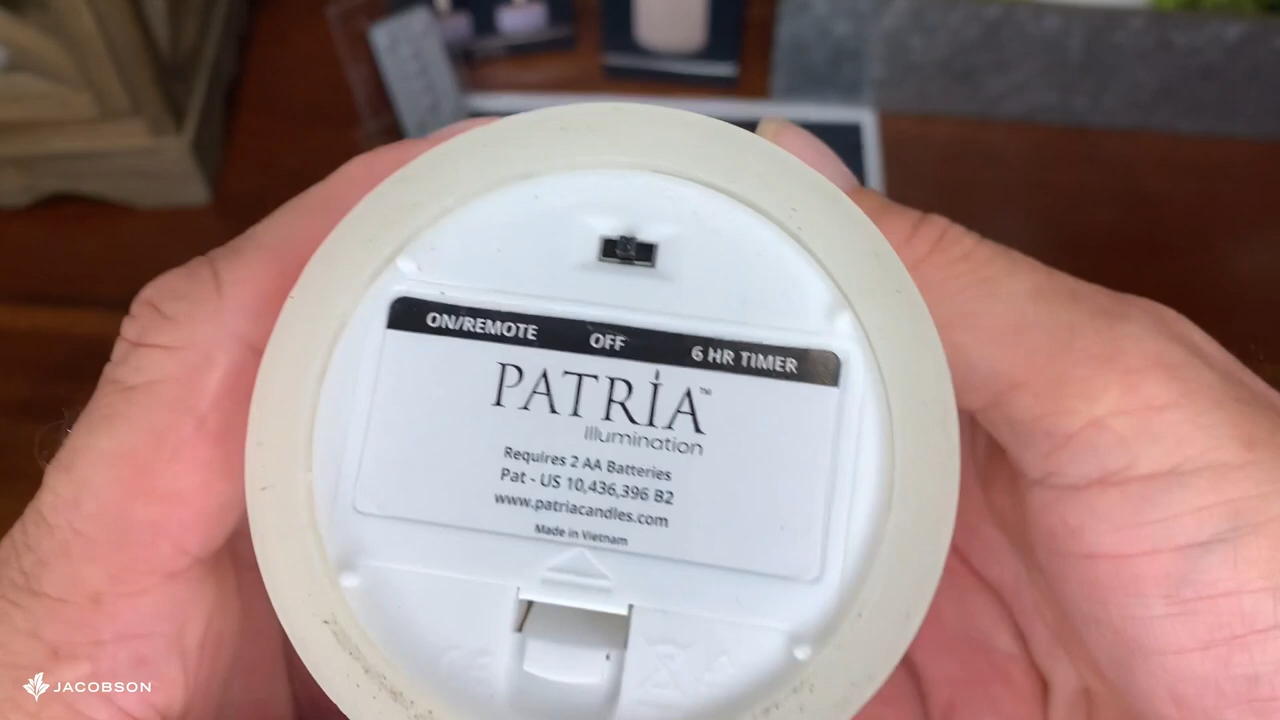 ON/REMOTE OFF 6 HR TIMER
PATRIA™
Illumination
Requires 2 AA Batteries
Pat - US 10,436,396 B2
www.patriacandles.com
Made in Vietnam
JACOBSON